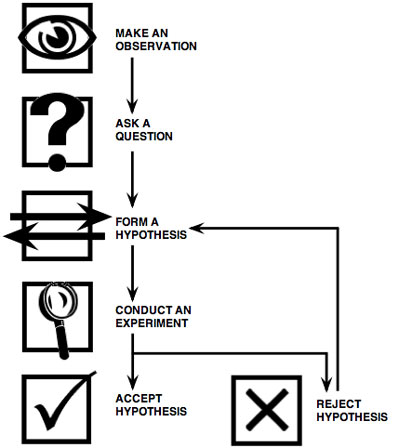 MAKE AN
OBSERVATION
ASK A
QUESTION
FORM A
HYPOTHESIS
CONDUCT AN
EXPERIMENT
ACCEPT
HYPOTHESIS
REJECT
HYPOTHESIS